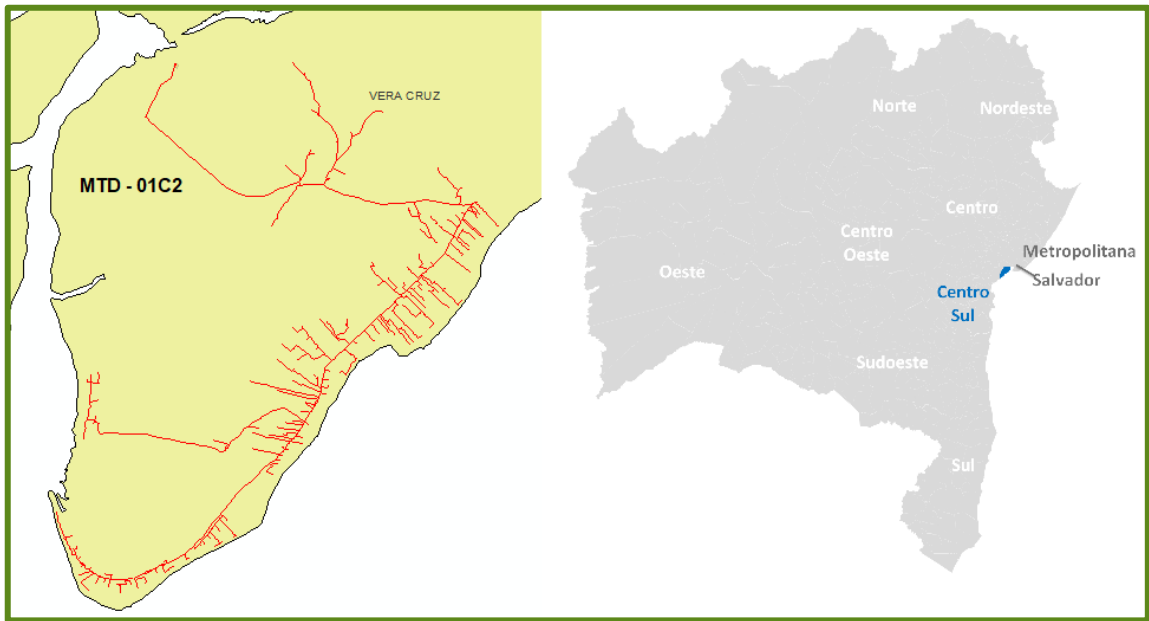 VERA CRUZ
MTD - 01C2
Norte
Nordeste
Centro
Centro
Oeste
Oeste
Metropolitana
Salvador
Centro
Sul
Sudoeste
Sul